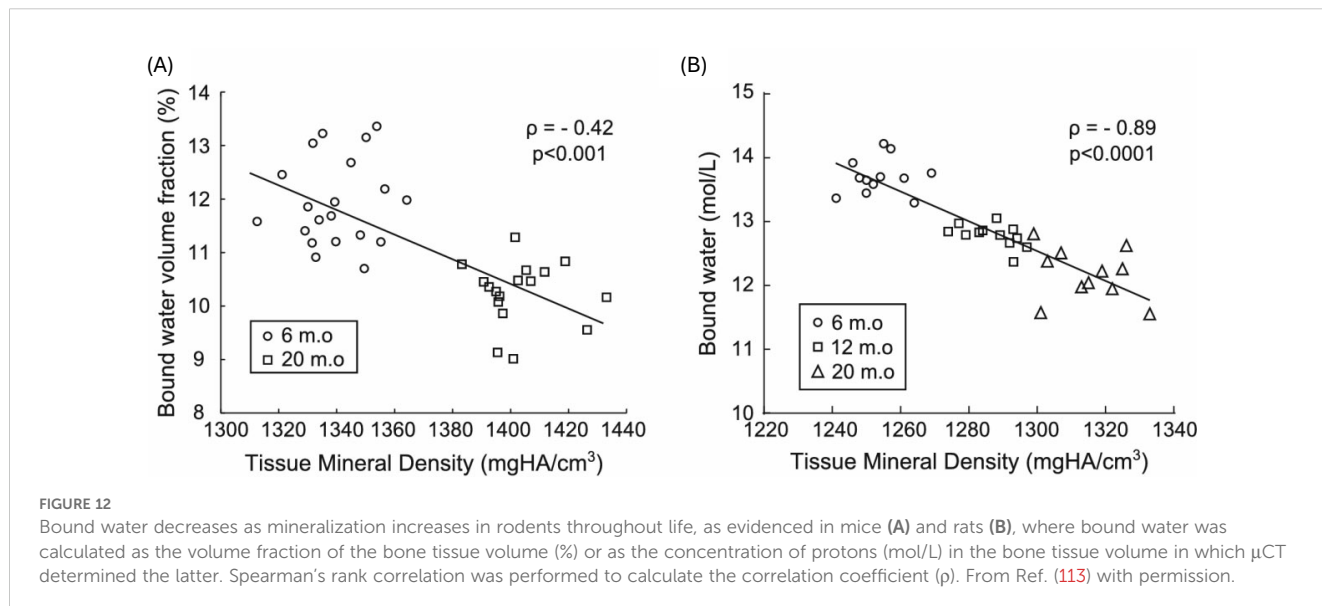 (A)
Bound water volume fraction (%)
14
13
12
11
10
9
8
ρ = - 0.42
p<0.001
6 m.o
20 m.o
1300 1320 1340 1360 1380 1400 1420 1440
Tissue Mineral Density (mgHA/cm³)
(B)
Bound water (mol/L)
15
14
13
12
11
10
ρ = - 0.89
p<0.0001
6 m.o
12 m.o
20 m.o
1220 1240 1260 1280 1300 1320 1340
Tissue Mineral Density (mgHA/cm³)
FIGURE 12
Bound water decreases as mineralization increases in rodents throughout life, as evidenced in mice (A) and rats (B), where bound water was
calculated as the volume fraction of the bone tissue volume (%) or as the concentration of protons (mol/L) in the bone tissue volume in which μCT
determined the latter. Spearman's rank correlation was performed to calculate the correlation coefficient (ρ). From Ref. (113) with permission.